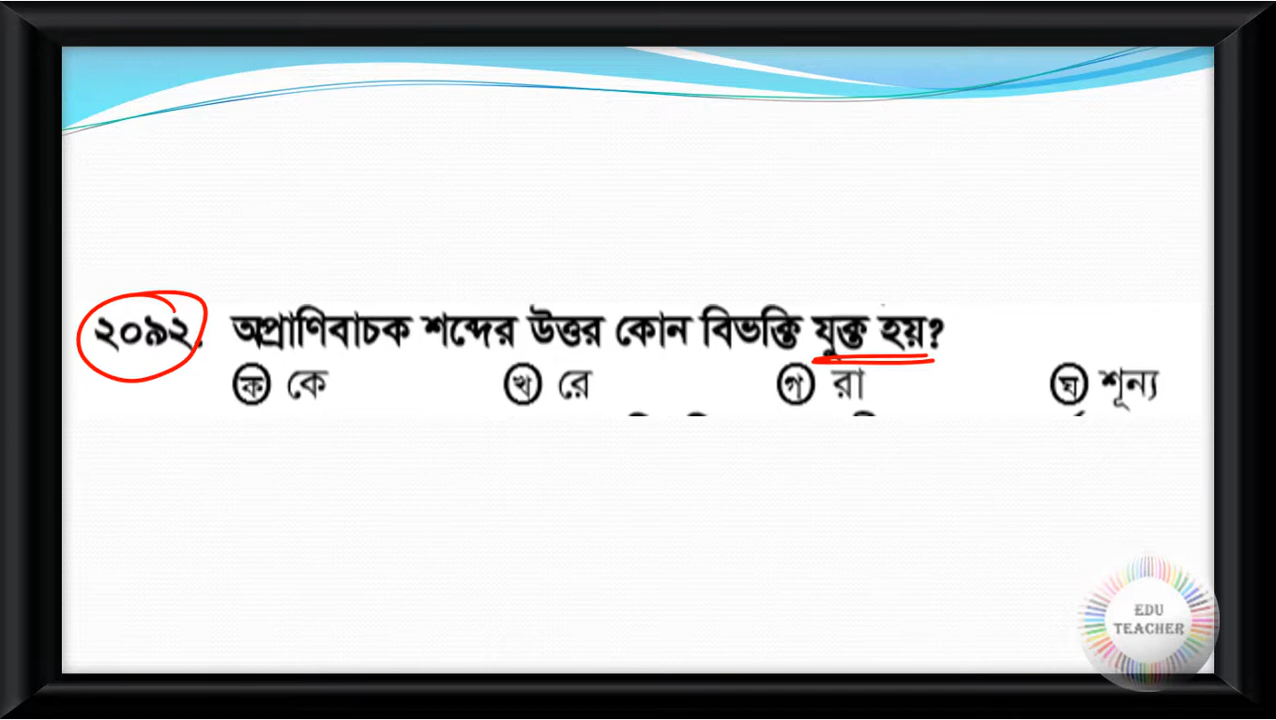 ২০৯২. অপ্রাণিবাচক শব্দের উত্তর কোন বিভক্তি যুক্ত হয়?
ক কে খ রে গ রা ঘ শূন্য
EDU
TEACHER